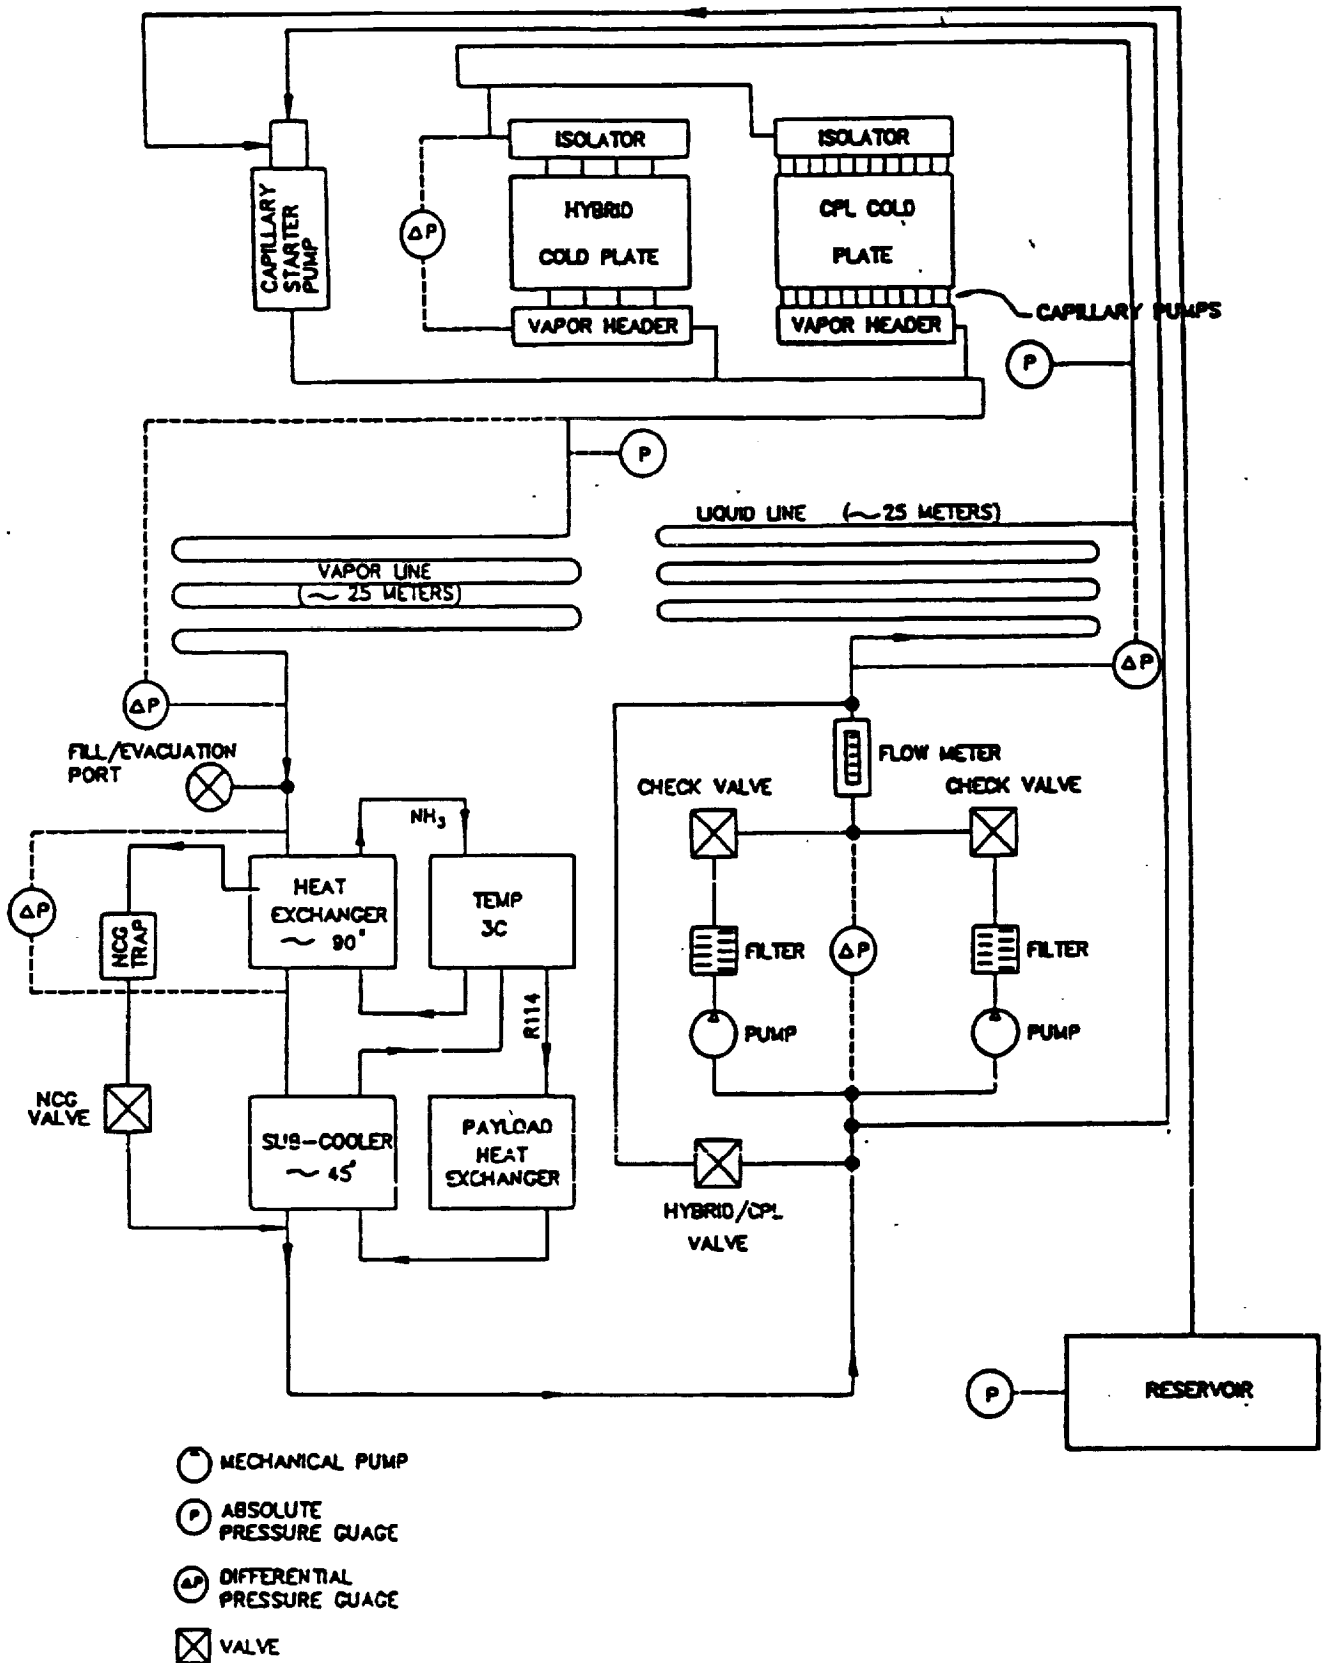 ISOLATOR
ISOLATOR
CAPILLARY
STARTER
PUMP
HYBRID
COLD PLATE
CPL COLD
PLATE
ΔP
VAPOR HEADER
VAPOR HEADER
CAPILLARY PUMPS
P
P
LIQUID LINE (~25 METERS)
VAPOR LINE
(~ 25 METERS)
ΔP
ΔP
FILL/EVACUATION
PORT
FLOW METER
CHECK VALVE
CHECK VALVE
NH3
HEAT
EXCHANGER
~ 90°
TEMP
3C
ΔP
NCG
TRAP
FILTER
ΔP
FILTER
R114
PUMP
PUMP
NCG
VALVE
SUB-COOLER
~ 45°
PAYLOAD
HEAT
EXCHANGER
HYBRID/CPL
VALVE
P
RESERVOIR
MECHANICAL PUMP
P
ABSOLUTE
PRESSURE GUAGE
ΔP
DIFFERENTIAL
PRESSURE GUAGE
VALVE